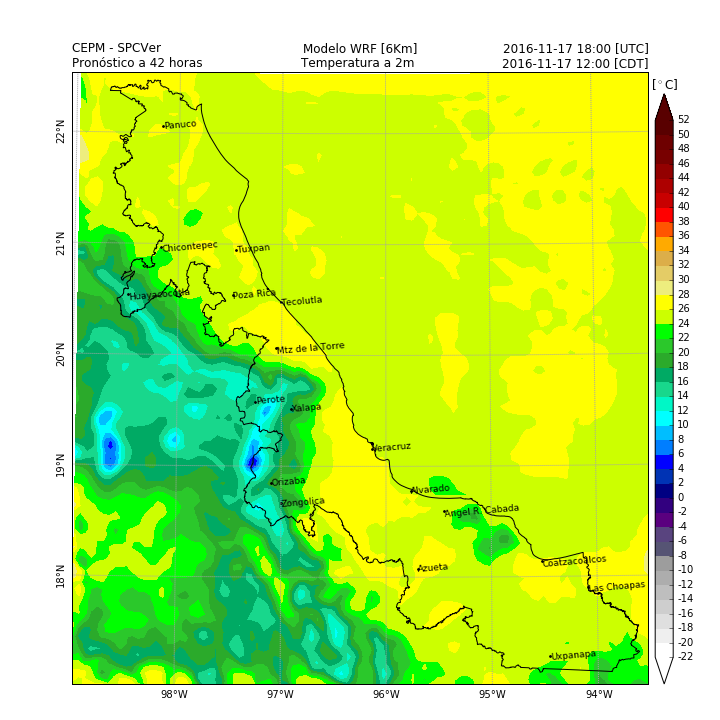 CEPM - SPCVer Modelo WRF [6Km] 2016-11-17 18:00 [UTC]
Pronóstico a 42 horas Temperatura a 2m 2016-11-17 12:00 [CDT]
[°C]
52
50
48
46
44
42
40
38
36
34
32
30
28
26
24
22
20
18
16
14
12
10
8
6
4
2
0
-2
-4
-6
-8
-10
-12
-14
-16
-18
-20
-22
22°N
21°N
20°N
19°N
18°N
Panuco
Chicontepec
Tuxpan
Huayacocotla
Poza Rica
Tecolutla
Mtz de la Torre
Perote
Xalapa
Veracruz
Orizaba
Alvarado
Zongolica
Angel R. Cabada
Azueta
Coatzacoalcos
Las Choapas
Uxpanapa
98°W 97°W 96°W 95°W 94°W